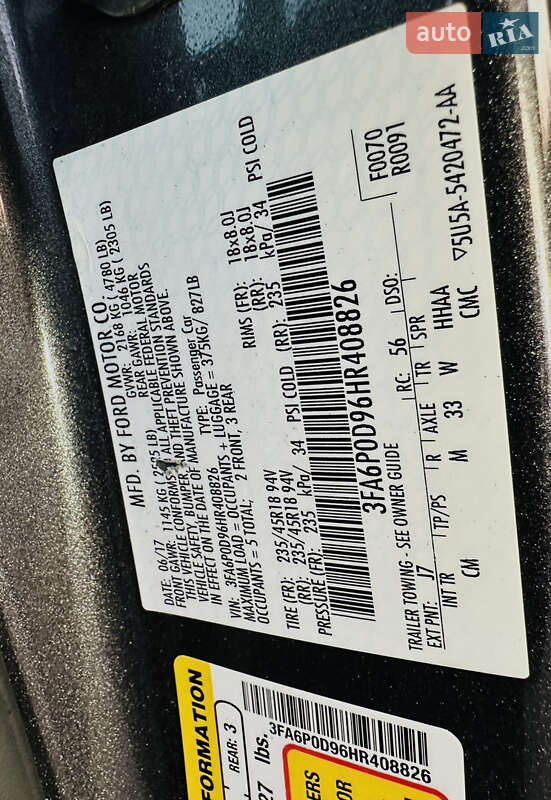 auto RIA
.com
MFD. BY FORD MOTOR CO.
DATE: 06/17 GVWR: 2168 KG ( 4780 LB)
FRONT GAWR: 1145 KG ( 2525 LB) REAR GAWR: 1046 KG ( 2305 LB)
THIS VEHICLE CONFORMS TO ALL APPLICABLE FEDERAL MOTOR
VEHICLE SAFETY, BUMPER, AND THEFT PREVENTION STANDARDS
IN EFFECT ON THE DATE OF MANUFACTURE SHOWN ABOVE.
VIN: 3FA6P0D96HR408826 TYPE: Passenger Car
MAXIMUM LOAD = OCCUPANTS + LUGGAGE = 375KG/ 827LB
OCCUPANTS = 5 TOTAL; 2 FRONT, 3 REAR
TIRE (FR): 235/45R18 94V RIMS (FR): 18x8.0J
(RR): 235/45R18 94V (RR): 18x8.0J
PRESSURE (FR): 235 kPa/ 34 PSI COLD (RR): 235 kPa/ 34 PSI COLD
3FA6P0D96HR408826
TRAILER TOWING - SEE OWNER GUIDE
F0070
EXT PNT: J7 RC: 56 DSO: R0091
INT TR TP/PS R AXLE TR SPR
CM M 33 W HHAA
CMC ▽5U5A-5420472-AA
FORMATION
REAR: 3
27 lbs.
3FA6P0D96HR408826